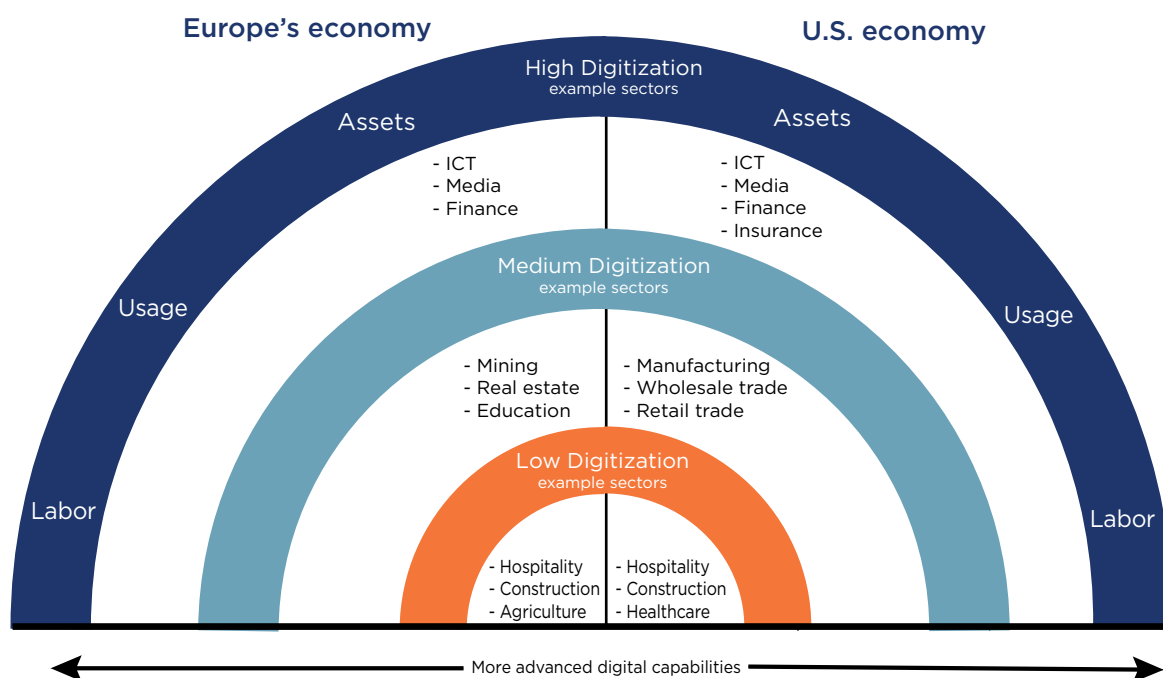 Europe's economy
U.S. economy
High Digitization
example sectors
Assets
Assets
- ICT
- Media
- Finance
- ICT
- Media
- Finance
- Insurance
Usage
Usage
Medium Digitization
example sectors
- Mining
- Real estate
- Education
- Manufacturing
- Wholesale trade
- Retail trade
Low Digitization
example sectors
Labor
Labor
- Hospitality
- Construction
- Agriculture
- Hospitality
- Construction
- Healthcare
More advanced digital capabilities